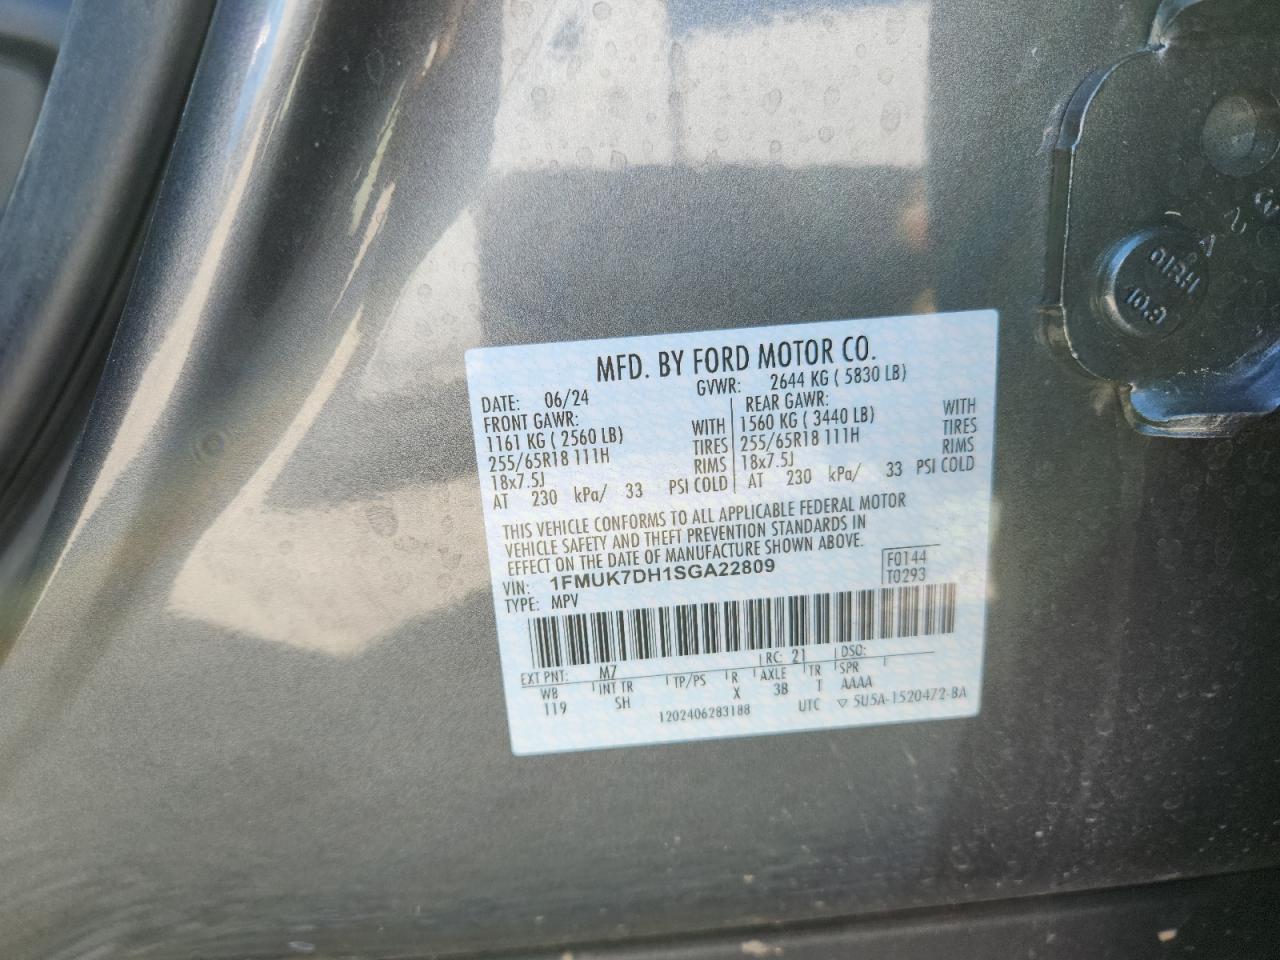 MFD. BY FORD MOTOR CO.
DATE: 06/24 GVWR: 2644 KG ( 5830 LB)
FRONT GAWR: REAR GAWR:
1161 KG ( 2560 LB) WITH 1560 KG ( 3440 LB) WITH
255/65R18 111H TIRES 255/65R18 111H TIRES
18x7.5J RIMS 18x7.5J RIMS
AT 230 kPa/ 33 PSI COLD AT 230 kPa/ 33 PSI COLD
THIS VEHICLE CONFORMS TO ALL APPLICABLE FEDERAL MOTOR
VEHICLE SAFETY AND THEFT PREVENTION STANDARDS IN
EFFECT ON THE DATE OF MANUFACTURE SHOWN ABOVE.
VIN: 1FMUK7DH1SGA22809 F0144
TYPE: MPV T0293
EXT PNT: M7 RC: 21 DSO:
WB INT TR TP/PS R AXLE TR SPR
119 SH X 3B T AAAA
1202406283188 UTC ▽ 5U5A-1520472-BA
10.9